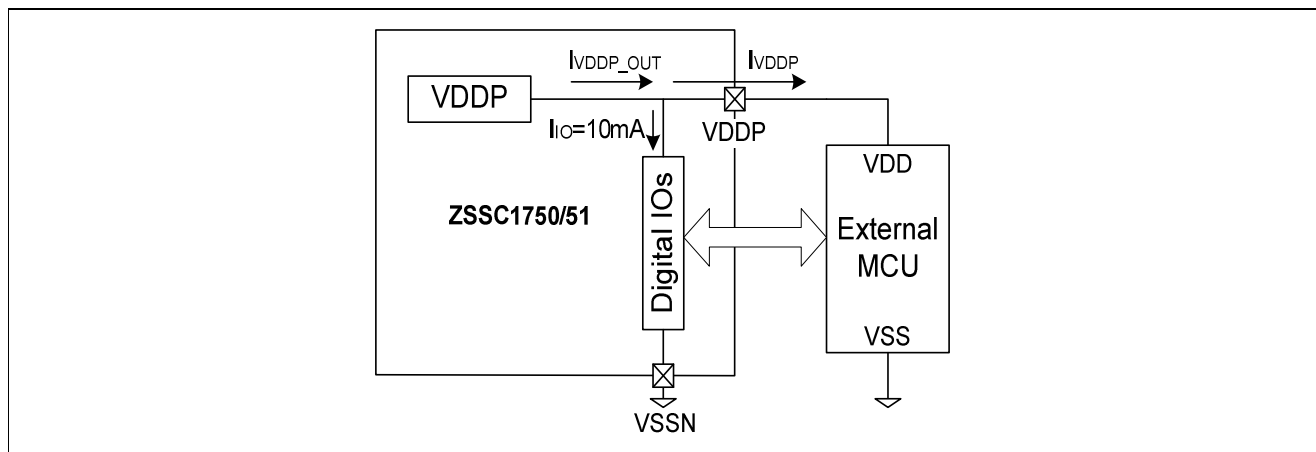 IVDDP_OUT
IVDDP
VDDP
IIO=10mA
VDDP
VDD
ZSSC1750/51
Digital IOs
External
MCU
VSS
VSSN